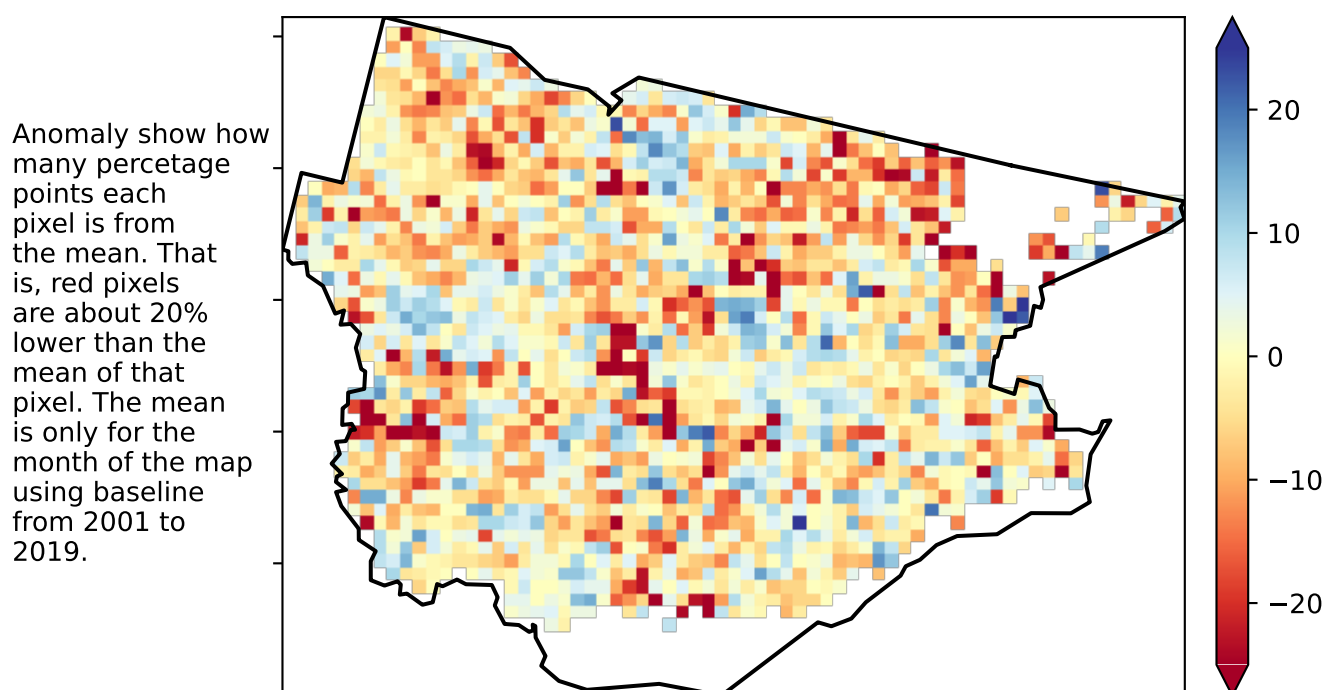 Anomaly show how
many percetage
points each
pixel is from
the mean. That
is, red pixels
are about 20%
lower than the
mean of that
pixel. The mean
is only for the
month of the map
using baseline
from 2001 to
2019.
20
10
0
−10
−20